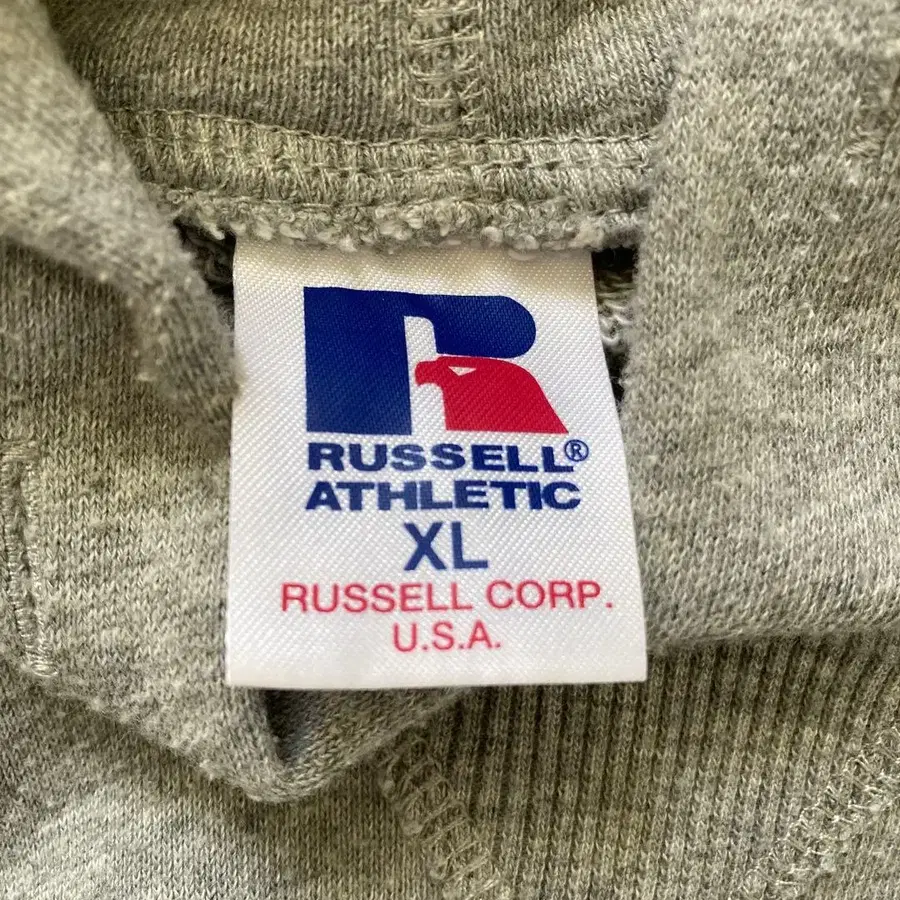 RUSSELL®
ATHLETIC
XL
RUSSELL CORP.
U.S.A.